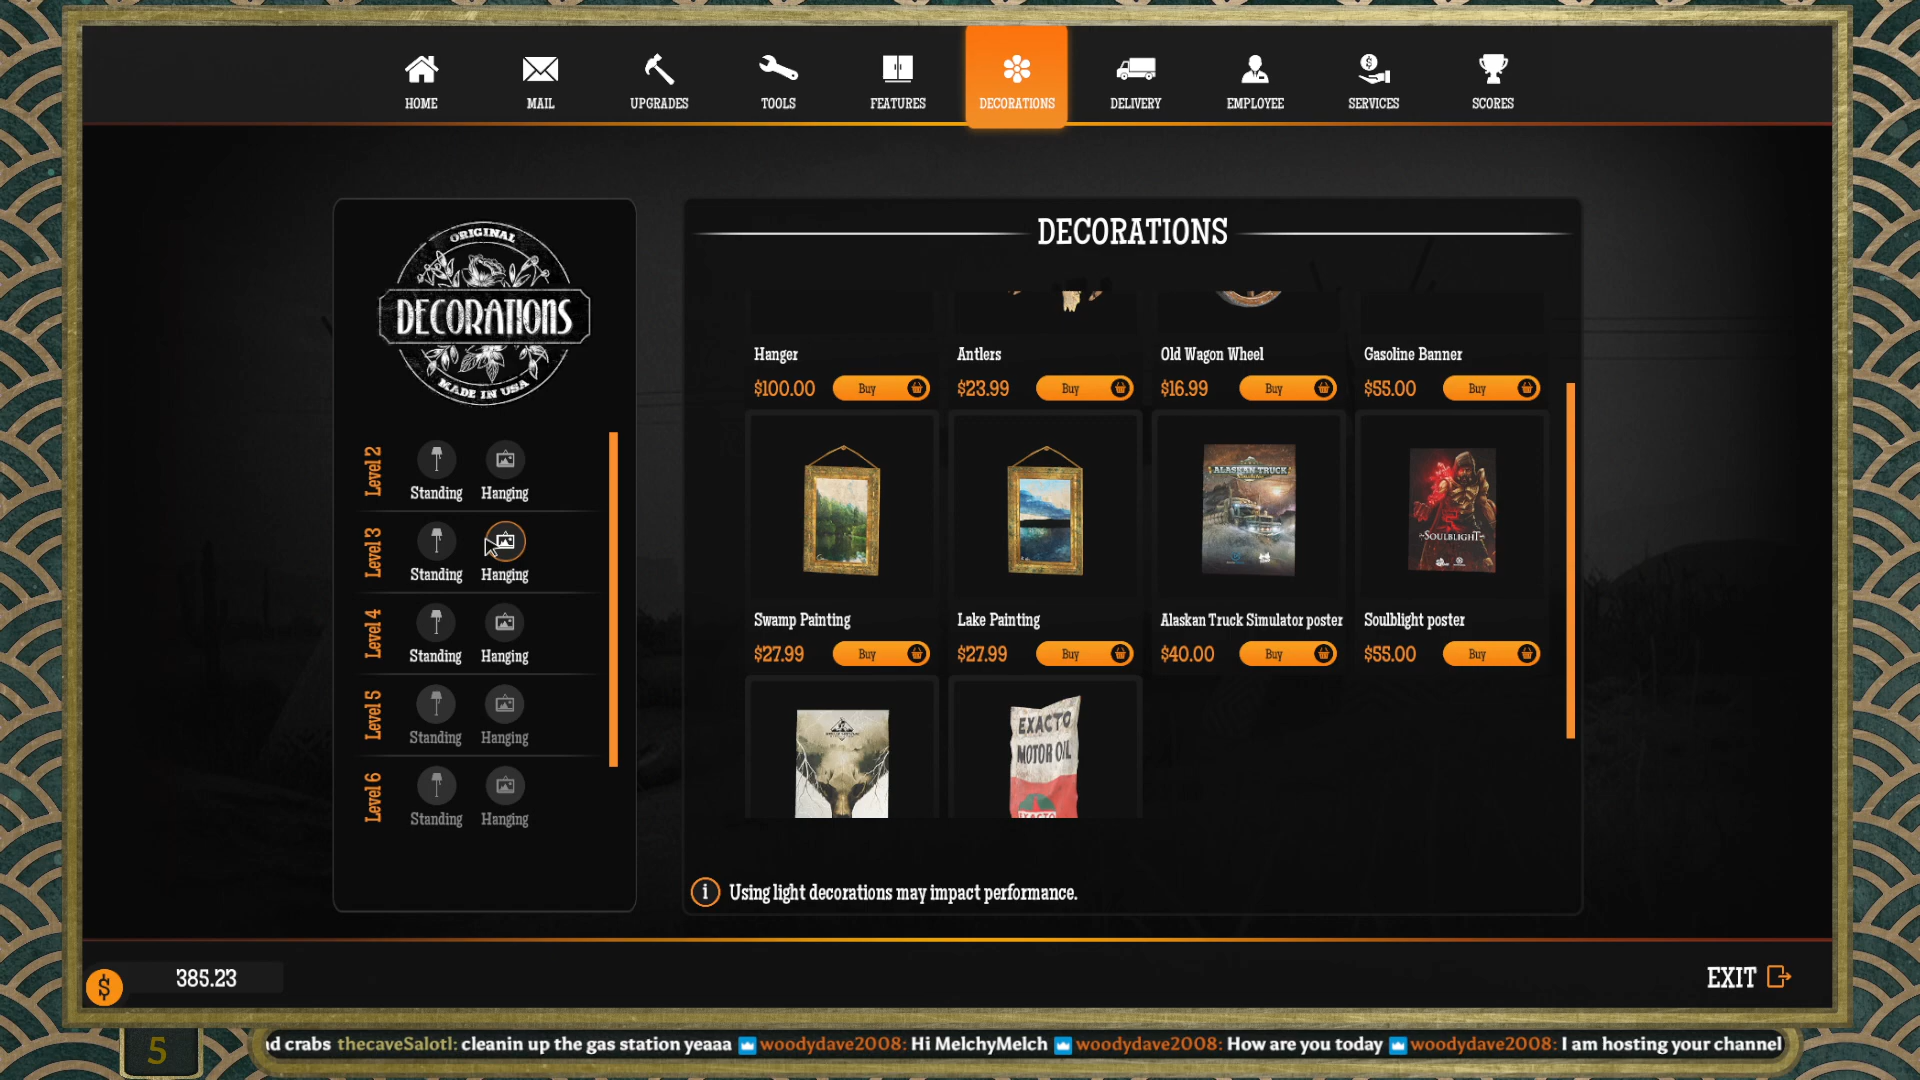 HOME
MAIL
UPGRADES
TOOLS
FEATURES
DECORATIONS
DELIVERY
EMPLOYEE
SERVICES
SCORES
ORIGINAL
DECORATIONS
MADE IN USA
Level 2
Standing
Hanging
Level 3
Standing
Hanging
Level 4
Standing
Hanging
Level 5
Standing
Hanging
Level 6
Standing
Hanging
DECORATIONS
Hanger
$100.00 Buy
Antlers
$23.99 Buy
Old Wagon Wheel
$16.99 Buy
Gasoline Banner
$55.00 Buy
ALASKAN TRUCK
~SOULBLIGHT~
Swamp Painting
$27.99 Buy
Lake Painting
$27.99 Buy
Alaskan Truck Simulator poster
$40.00 Buy
Soulblight poster
$55.00 Buy
EXACTO
MOTOR OIL
EXACTO
Using light decorations may impact performance.
$ 385.23
EXIT
5
nd crabs thecaveSalotl: cleanin up the gas station yeaaa woodydave2008: Hi MelchyMelch woodydave2008: How are you today woodydave2008: I am hosting your channel